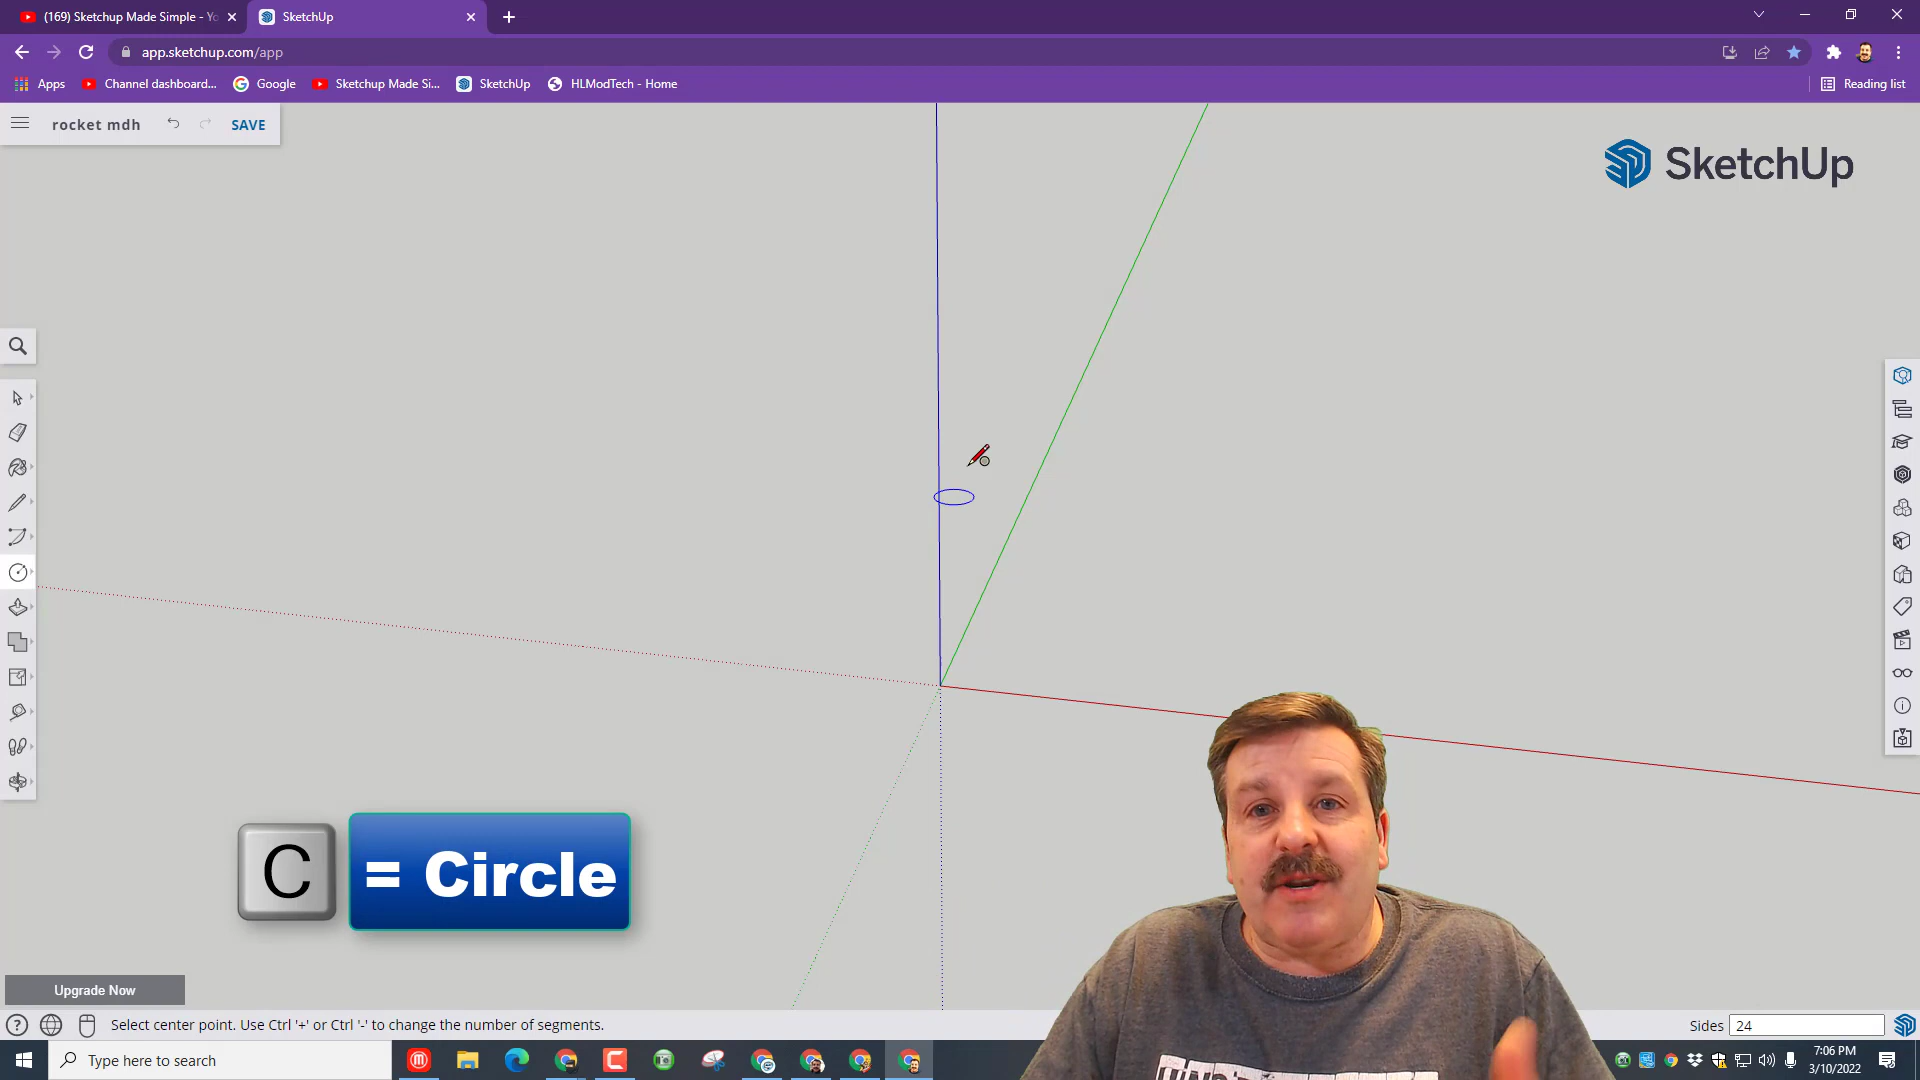 (169) Sketchup Made Simple - Yo
SketchUp
app.sketchup.com/app
Apps
Channel dashboard...
Google
Sketchup Made Si...
SketchUp
HLModTech - Home
Reading list
rocket mdh
SAVE
SketchUp
C
= Circle
Upgrade Now
Select center point. Use Ctrl '+' or Ctrl '-' to change the number of segments.
Sides
24
Type here to search
7:06 PM
3/10/2022